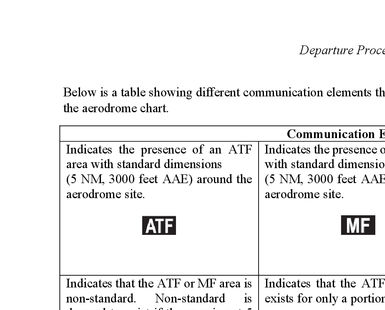 Departure Proce
Below is a table showing different communication elements th
the aerodrome chart.
Communication E
Indicates the presence of an ATF
area with standard dimensions
(5 NM, 3000 feet AAE) around the
aerodrome site.
ATF
Indicates the presence o
with standard dimensio
(5 NM, 3000 feet AAE)
aerodrome site.
MF
Indicates that the ATF or MF area is
non-standard. Non-standard is
Indicates that the ATF
exists for only a portion